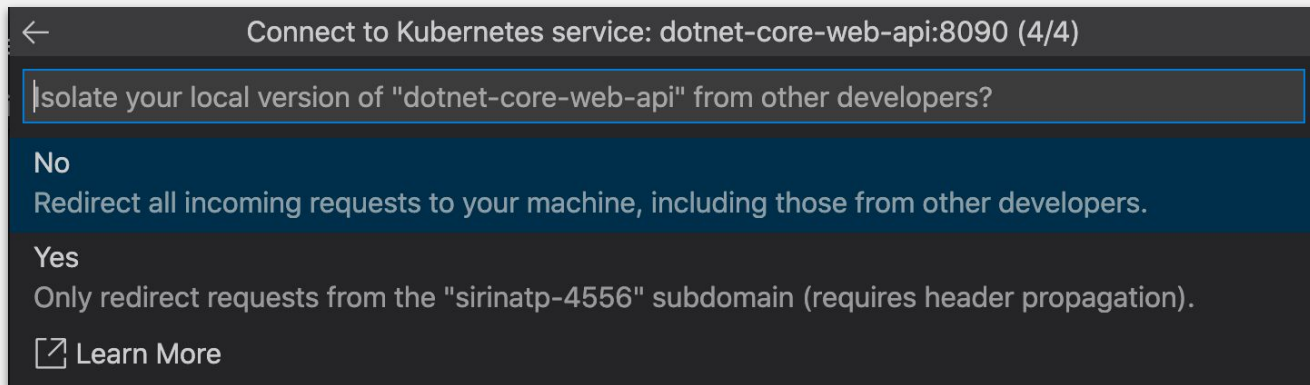 Connect to Kubernetes service: dotnet-core-web-api:8090 (4/4)
Isolate your local version of "dotnet-core-web-api" from other developers?
No
Redirect all incoming requests to your machine, including those from other developers.
Yes
Only redirect requests from the "sirinatp-4556" subdomain (requires header propagation).
Learn More